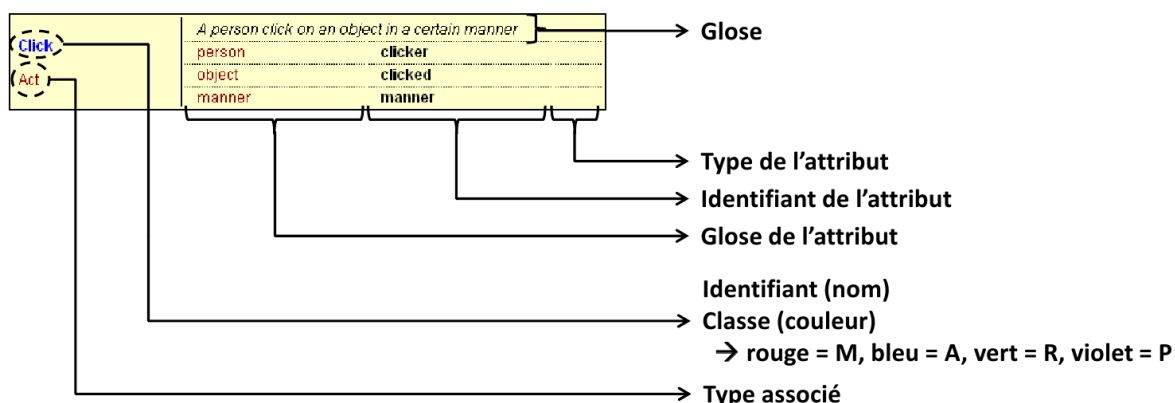 A person click on an object in a certain manner
Click
person clicker
Act
object clicked
manner manner
Glose
Type de l'attribut
Identifiant de l'attribut
Glose de l'attribut
Identifiant (nom)
Classe (couleur)
→ rouge = M, bleu = A, vert = R, violet = P
Type associé